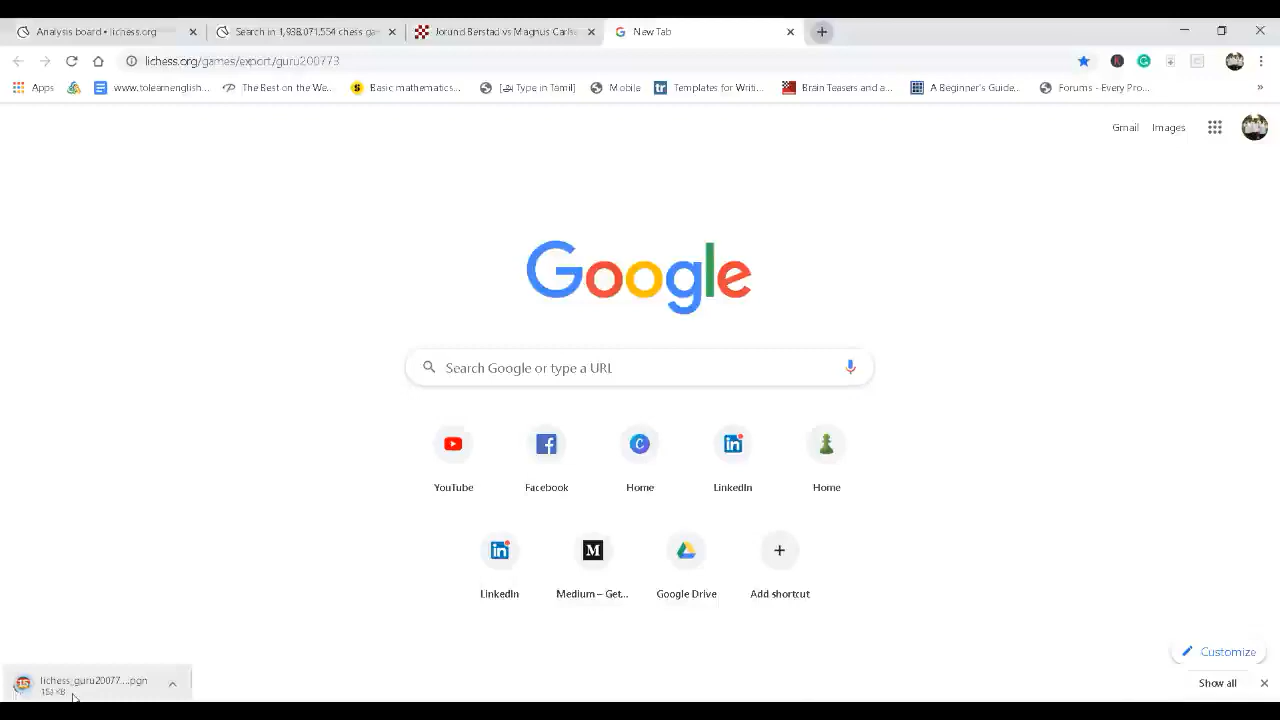 Analysis board • lichess.org
Search in 1,938,071,554 chess ga
Jorund Berstad vs Magnus Carlse
New Tab
lichess.org/games/export/guru200773
Apps
www.tolearnenglish...
The Best on the We...
Basic mathematics...
Type in Tamil]
Mobile
Templates for Writi...
Brain Teasers and a...
A Beginner's Guide...
Forums - Every Pro...
»
Gmail
Images
Google
Search Google or type a URL
YouTube
Facebook
Home
LinkedIn
Home
LinkedIn
Medium – Get...
Google Drive
Add shortcut
Customize
lichess_guru20077....pgn
Show all